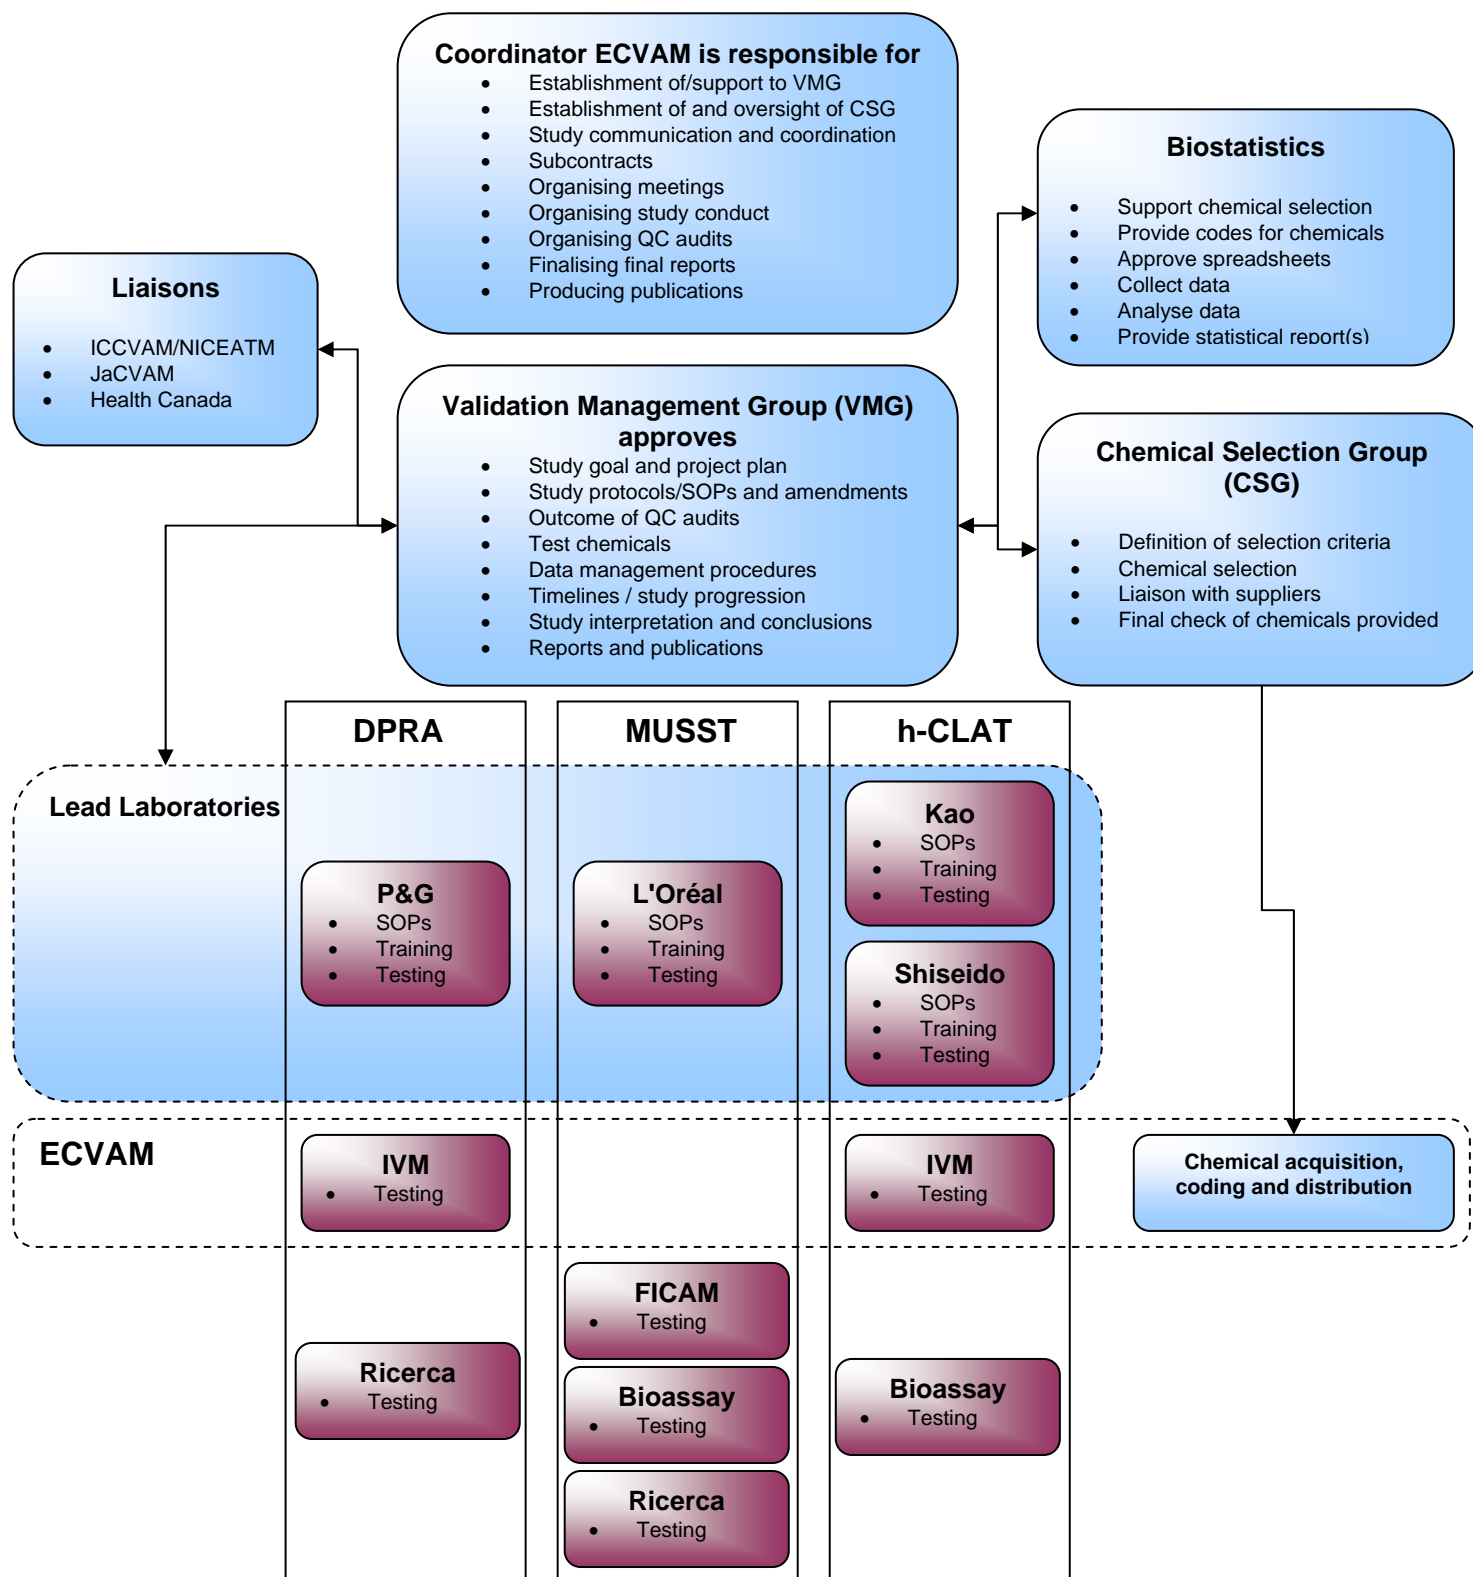 Coordinator ECVAM is responsible for
• Establishment of/support to VMG
• Establishment of and oversight of CSG
• Study communication and coordination
• Subcontracts
• Organising meetings
• Organising study conduct
• Organising QC audits
• Finalising final reports
• Producing publications
Biostatistics
• Support chemical selection
• Provide codes for chemicals
• Approve spreadsheets
• Collect data
• Analyse data
• Provide statistical report(s)
Liaisons
• ICCVAM/NICEATM
• JaCVAM
• Health Canada
Validation Management Group (VMG)
approves
• Study goal and project plan
• Study protocols/SOPs and amendments
• Outcome of QC audits
• Test chemicals
• Data management procedures
• Timelines / study progression
• Study interpretation and conclusions
• Reports and publications
Chemical Selection Group
(CSG)
• Definition of selection criteria
• Chemical selection
• Liaison with suppliers
• Final check of chemicals provided
DPRA
MUSST
h-CLAT
Lead Laboratories
P&G
• SOPs
• Training
• Testing
L'Oréal
• SOPs
• Training
• Testing
Kao
• SOPs
• Training
• Testing
Shiseido
• SOPs
• Training
• Testing
ECVAM
IVM
• Testing
IVM
• Testing
Chemical acquisition,
coding and distribution
Ricerca
• Testing
FICAM
• Testing
Bioassay
• Testing
Ricerca
• Testing
Bioassay
• Testing